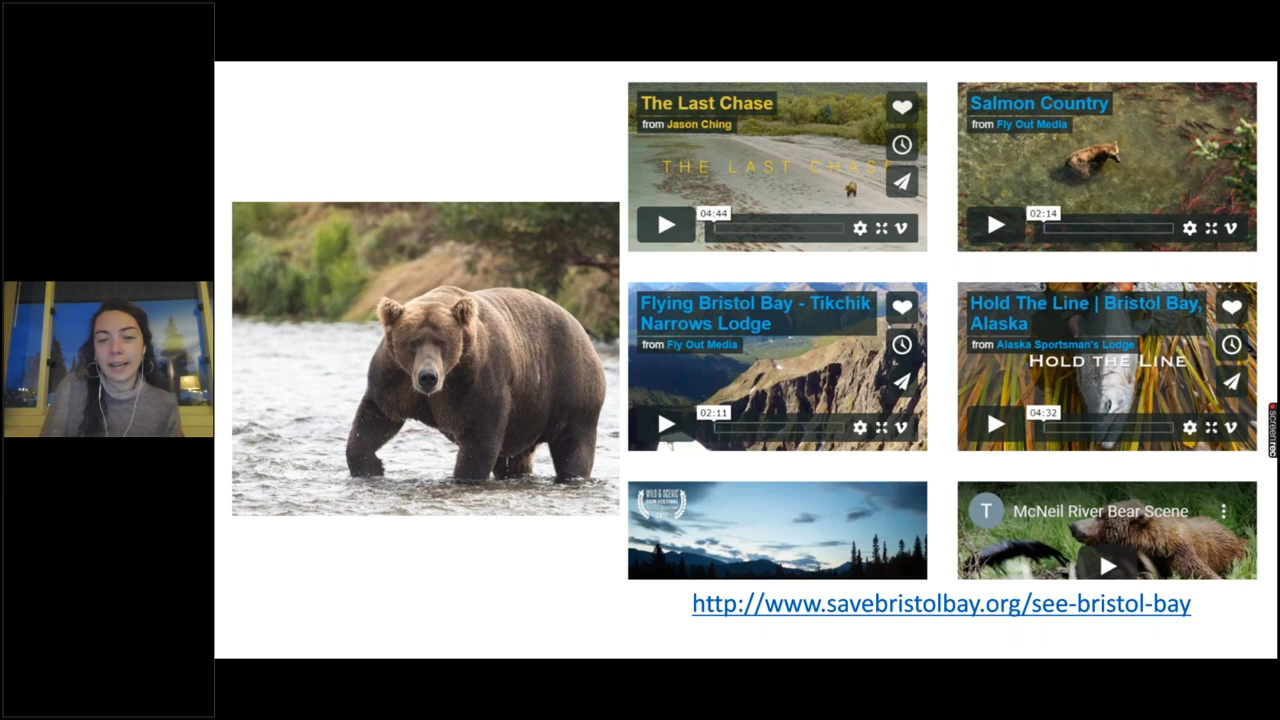 The Last Chase
from Jason Ching
THE LAST CHASE
04:44
Salmon Country
from Fly Out Media
02:14
Flying Bristol Bay - Tikchik
Narrows Lodge
from Fly Out Media
02:11
Hold The Line | Bristol Bay,
Alaska
from Alaska Sportsman's Lodge
HOLD THE LINE
04:32
WILD & SCENIC
FILM FESTIVAL
T
McNeil River Bear Scene
http://www.savebristolbay.org/see-bristol-bay
screenrec